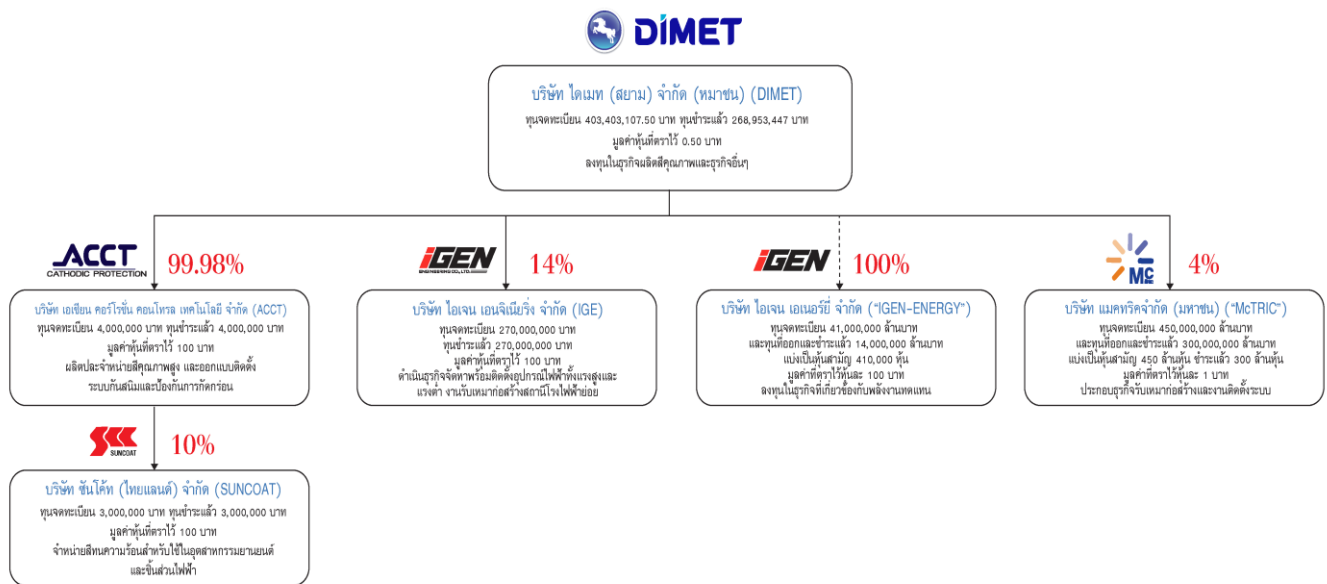 DIMET
บริษัท ไดเมท (สยาม) จำกัด (หมาชน) (DIMET)
ทุนจดทะเบียน 403,403,107.50 บาท ทุนชำระแล้ว 268,953,447 บาท
มูลค่าหุ้นที่ตราไว้ 0.50 บาท
ลงทุนในธุรกิจผลิตสีคุณภาพและธุรกิจอื่นๆ
ACCT
CATHODIC PROTECTION
99.98%
บริษัท เอเชียน คอร์โรชั่น คอนโทรล เทคโนโลยี จำกัด (ACCT)
ทุนจดทะเบียน 4,000,000 บาท ทุนชำระแล้ว 4,000,000 บาท
มูลค่าหุ้นที่ตราไว้ 100 บาท
ผลิตปละจำหน่ายสีคุณภาพสูง และออกแบบติดตั้ง
ระบบกันสนิมและป้องกันการกัดกร่อน
iGEN
ENGINEERING CO., LTD.
14%
บริษัท ไอเจน เอนจิเนียริ่ง จำกัด (IGE)
ทุนจดทะเบียน 270,000,000 บาท
ทุนชำระแล้ว 270,000,000 บาท
มูลค่าหุ้นที่ตราไว้ 100 บาท
ดำเนินธุรกิจจัดหาพร้อมติดตั้งอุปกรณ์ไฟฟ้าทั้งแรงสูงและ
แรงต่ำ งานรับเหมาก่อสร้างสถานีโรงไฟฟ้าย่อย
iGEN
100%
บริษัท ไอเจน เอเนอร์ยี่ จำกัด ("IGEN-ENERGY")
ทุนจดทะเบียน 41,000,000 ล้านบาท
และทุนที่ออกและชำระแล้ว 14,000,000 ล้านบาท
แบ่งเป็นหุ้นสามัญ 410,000 หุ้น
มูลค่าที่ตราไว้หุ้นละ 100 บาท
ลงทุนในธุรกิจที่เกี่ยวข้องกับพลังงานทดแทน
Mc
TRIC
4%
บริษัท แมคทริคจำกัด (มหาชน) ("McTRIC")
ทุนจดทะเบียน 450,000,000 ล้านบาท
และทุนที่ออกและชำระแล้ว 300,000,000 ล้านบาท
แบ่งเป็นหุ้นสามัญ 450 ล้านหุ้น ชำระแล้ว 300 ล้านหุ้น
มูลค่าที่ตราไว้หุ้นละ 1 บาท
ประกอบธุรกิจรับเหมาก่อสร้างและงานติดตั้งระบบ
SCC
SUNCOAT
10%
บริษัท ซันโค้ท (ไทยแลนด์) จำกัด (SUNCOAT)
ทุนจดทะเบียน 3,000,000 บาท ทุนชำระแล้ว 3,000,000 บาท
มูลค่าหุ้นที่ตราไว้ 100 บาท
จำหน่ายสีทนความร้อนสำหรับใช้ในอุตสาหกรรมยานยนต์
และชิ้นส่วนไฟฟ้า